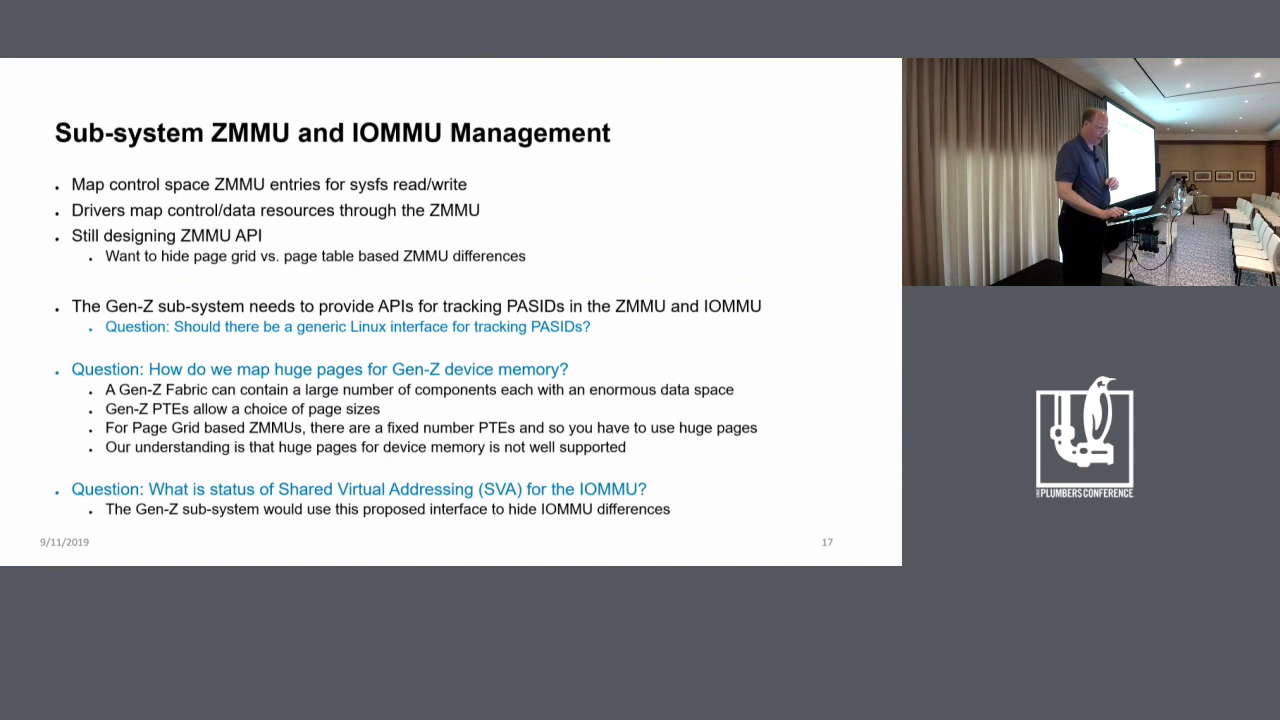 Sub-system ZMMU and IOMMU Management
• Map control space ZMMU entries for sysfs read/write
• Drivers map control/data resources through the ZMMU
• Still designing ZMMU API
• Want to hide page grid vs. page table based ZMMU differences
• The Gen-Z sub-system needs to provide APIs for tracking PASIDs in the ZMMU and IOMMU
• Question: Should there be a generic Linux interface for tracking PASIDs?
• Question: How do we map huge pages for Gen-Z device memory?
• A Gen-Z Fabric can contain a large number of components each with an enormous data space
• Gen-Z PTEs allow a choice of page sizes
• For Page Grid based ZMMUs, there are a fixed number PTEs and so you have to use huge pages
• Our understanding is that huge pages for device memory is not well supported
• Question: What is status of Shared Virtual Addressing (SVA) for the IOMMU?
• The Gen-Z sub-system would use this proposed interface to hide IOMMU differences
9/11/2019
17
PLUMBERS CONFERENCE